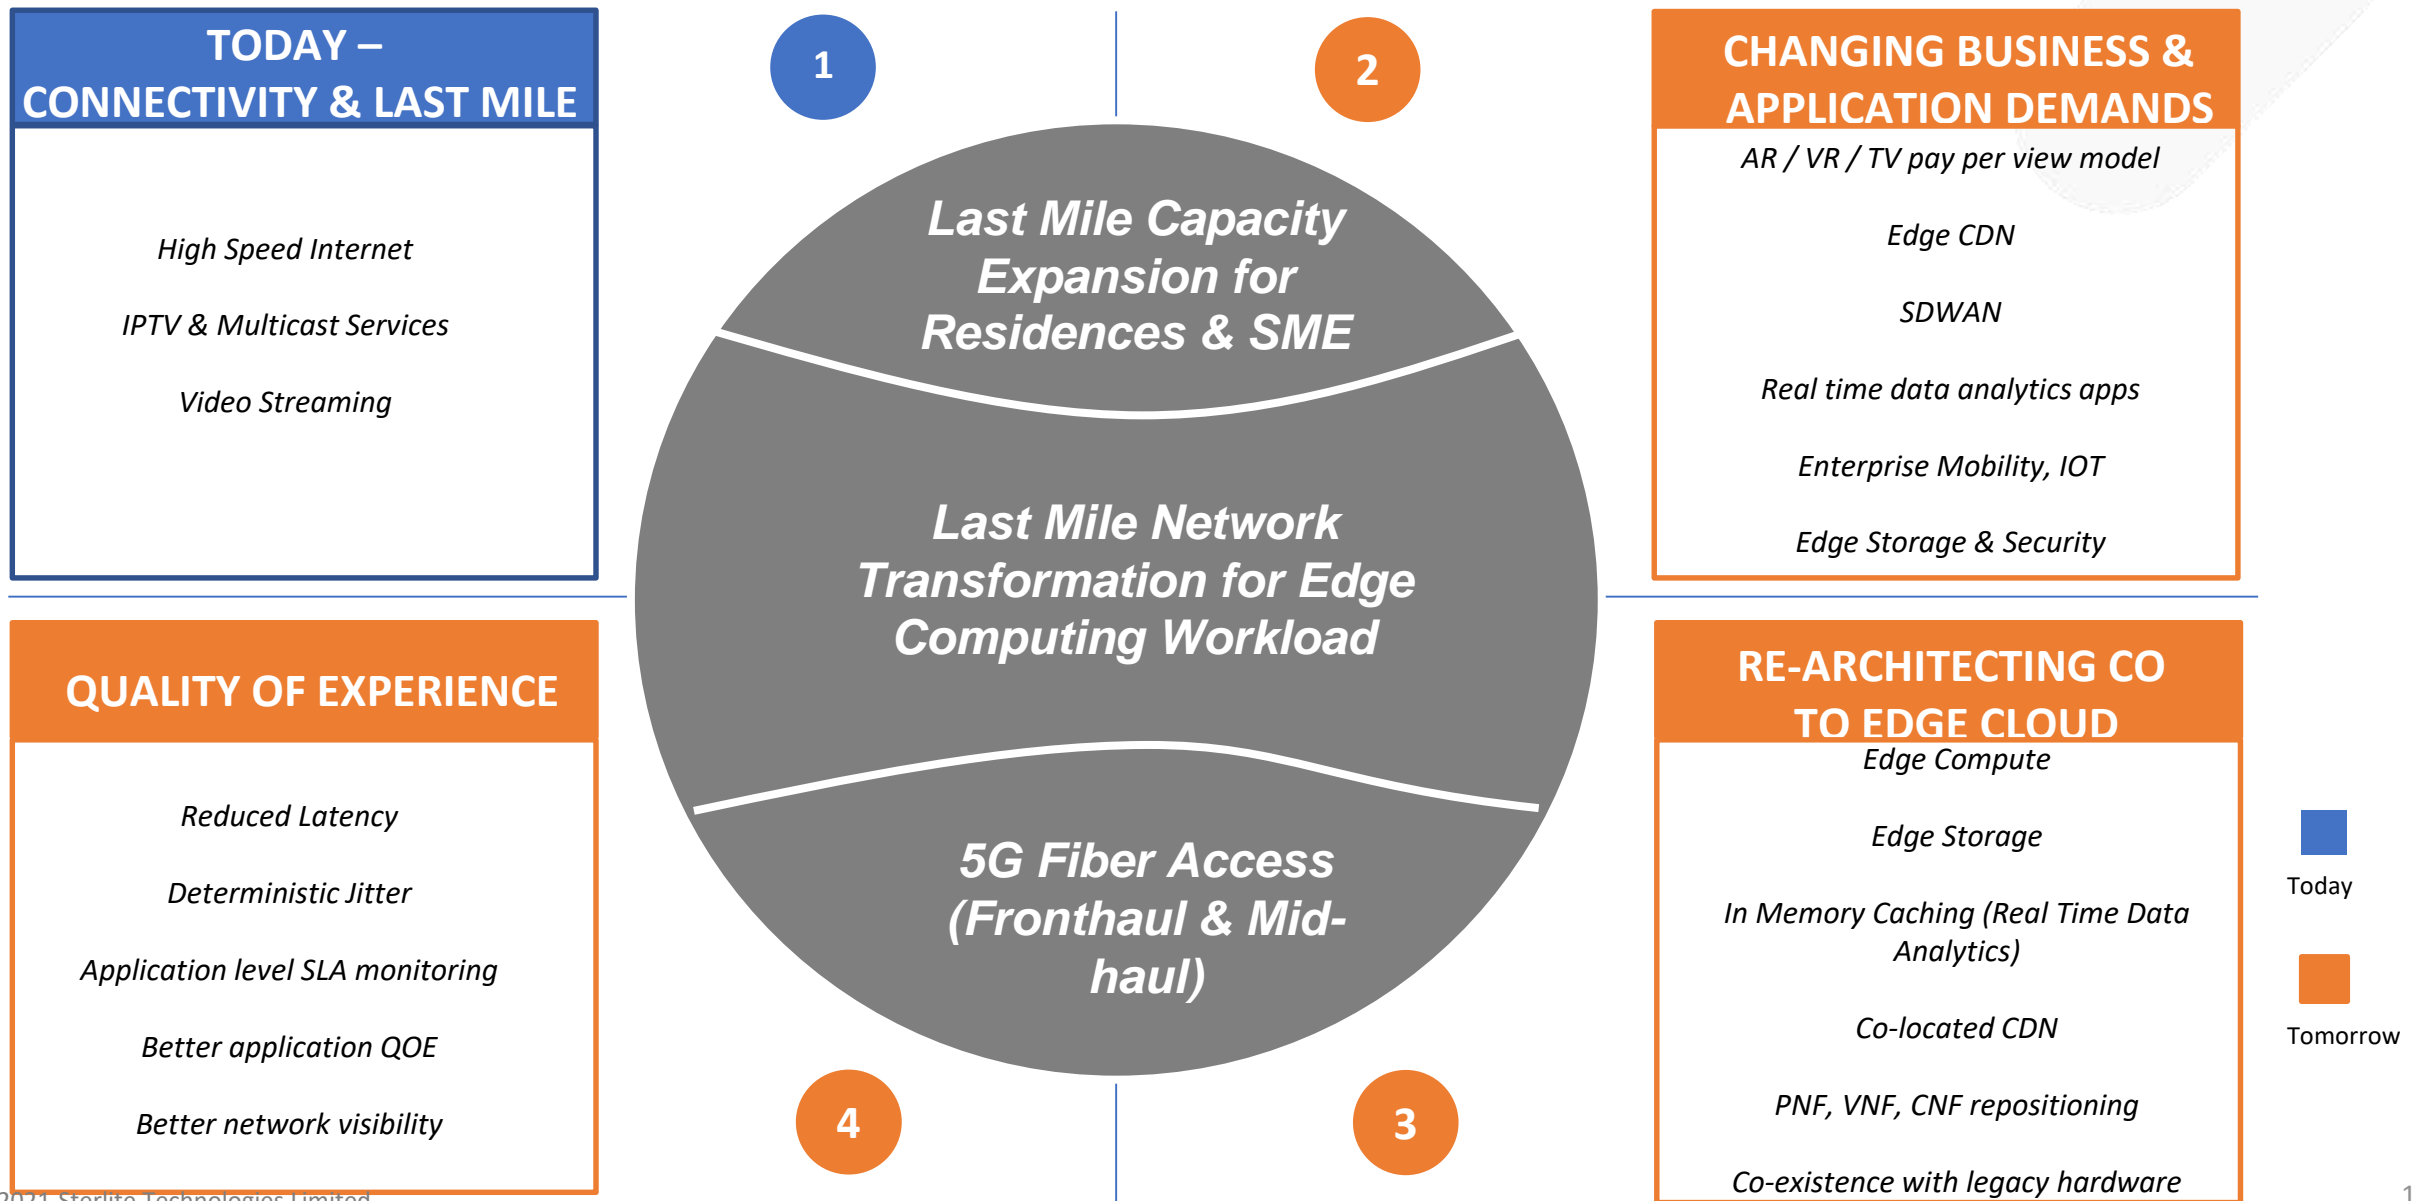 TODAY –
CONNECTIVITY & LAST MILE
High Speed Internet
IPTV & Multicast Services
Video Streaming
1
2
CHANGING BUSINESS &
APPLICATION DEMANDS
AR / VR / TV pay per view model
Edge CDN
SDWAN
Real time data analytics apps
Enterprise Mobility, IOT
Edge Storage & Security
Last Mile Capacity
Expansion for
Residences & SME
Last Mile Network
Transformation for Edge
Computing Workload
5G Fiber Access
(Fronthaul & Mid-
haul)
QUALITY OF EXPERIENCE
Reduced Latency
Deterministic Jitter
Application level SLA monitoring
Better application QOE
Better network visibility
4
3
RE-ARCHITECTING CO
TO EDGE CLOUD
Edge Compute
Edge Storage
In Memory Caching (Real Time Data
Analytics)
Co-located CDN
PNF, VNF, CNF repositioning
Co-existence with legacy hardware
Today
Tomorrow
2021 Sterlite Technologies Limited
1